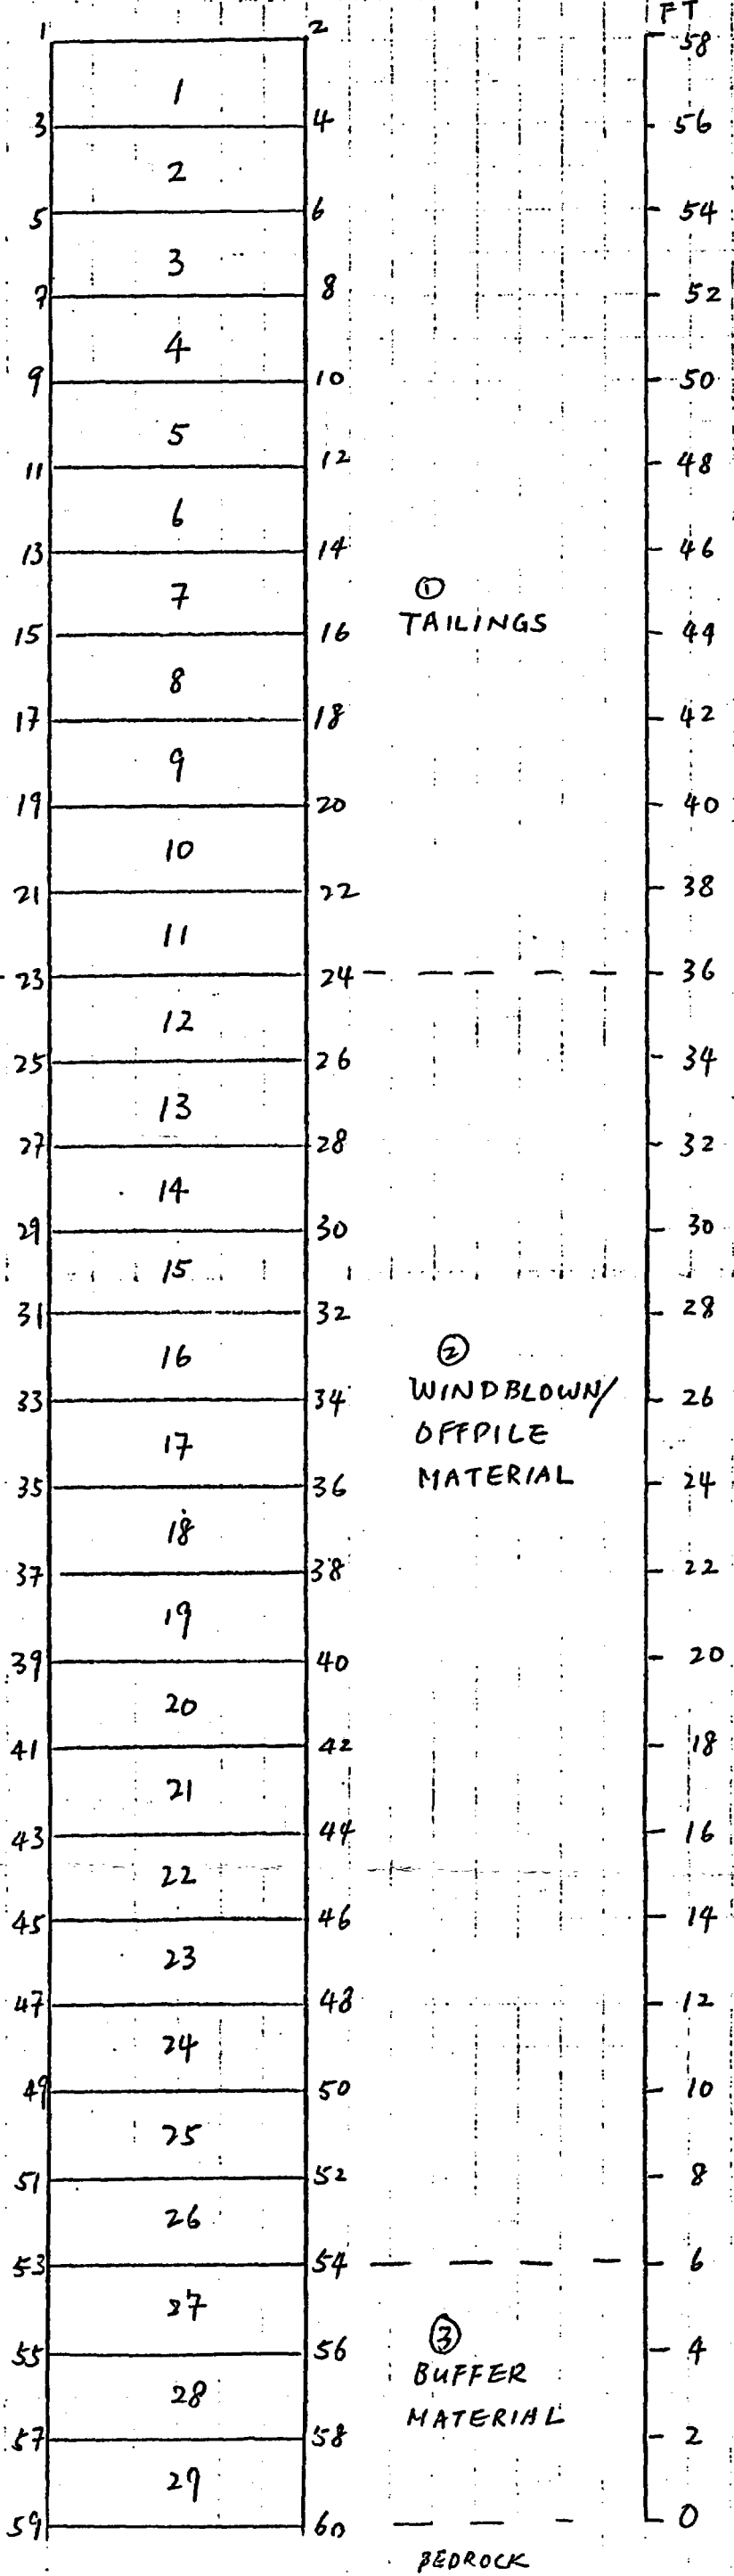 FT
1 2 58
1
3 4 56
2
5 6 54
3
7 8 52
4
9 10 50
5
11 12 48
6
13 14 46
7 ①
15 16 TAILINGS 44
8
17 18 42
9
19 20 40
10
21 22 38
11
23 24 36
12
25 26 34
13
27 28 32
14
29 30 30
15
31 32 28
16 ②
33 34 WINDBLOWN/ 26
17 OFFPILE
35 36 MATERIAL 24
18
37 38 22
19
39 40 20
20
41 42 18
21
43 44 16
22
45 46 14
23
47 48 12
24
49 50 10
25
51 52 8
26
53 54 6
27 ③
55 56 4
BUFFER
28 MATERIAL
57 58 2
29
59 60 0
BEDROCK